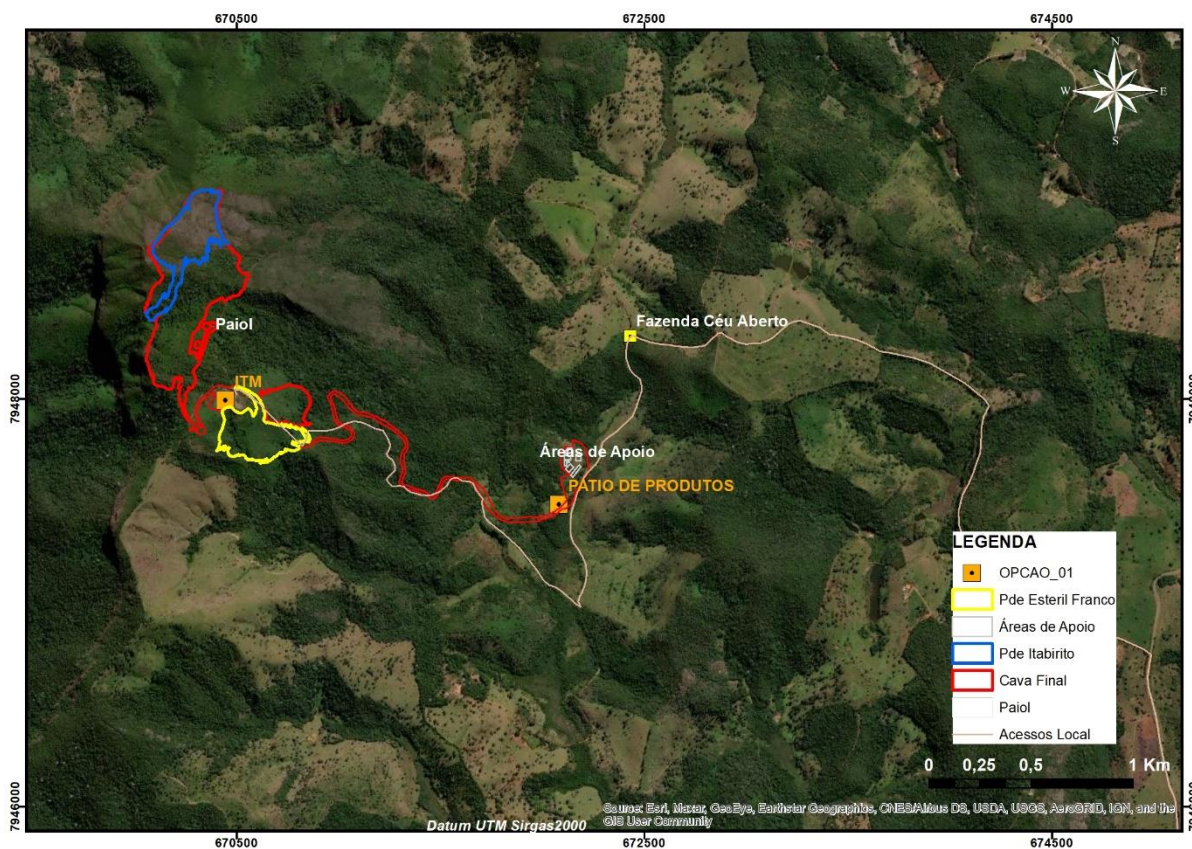 670500
672500
674500
N
W
E
S
Fazenda Céu Aberto
Paiol
ITM
7948000
Áreas de Apoio
PÁTIO DE PRODUTOS
LEGENDA
OPCAO_01
Pde Esteril Franco
Áreas de Apoio
Pde Itabirito
Cava Final
Paiol
Acessos Local
0 0,25 0,5 1 Km
7946000
Source: Esri, Maxar, GeoEye, Earthstar Geographics, CNES/Airbus DS, USDA, USGS, AeroGRID, IGN, and the
GIS User Community
Datum UTM Sirgas2000
670500
672500
674500